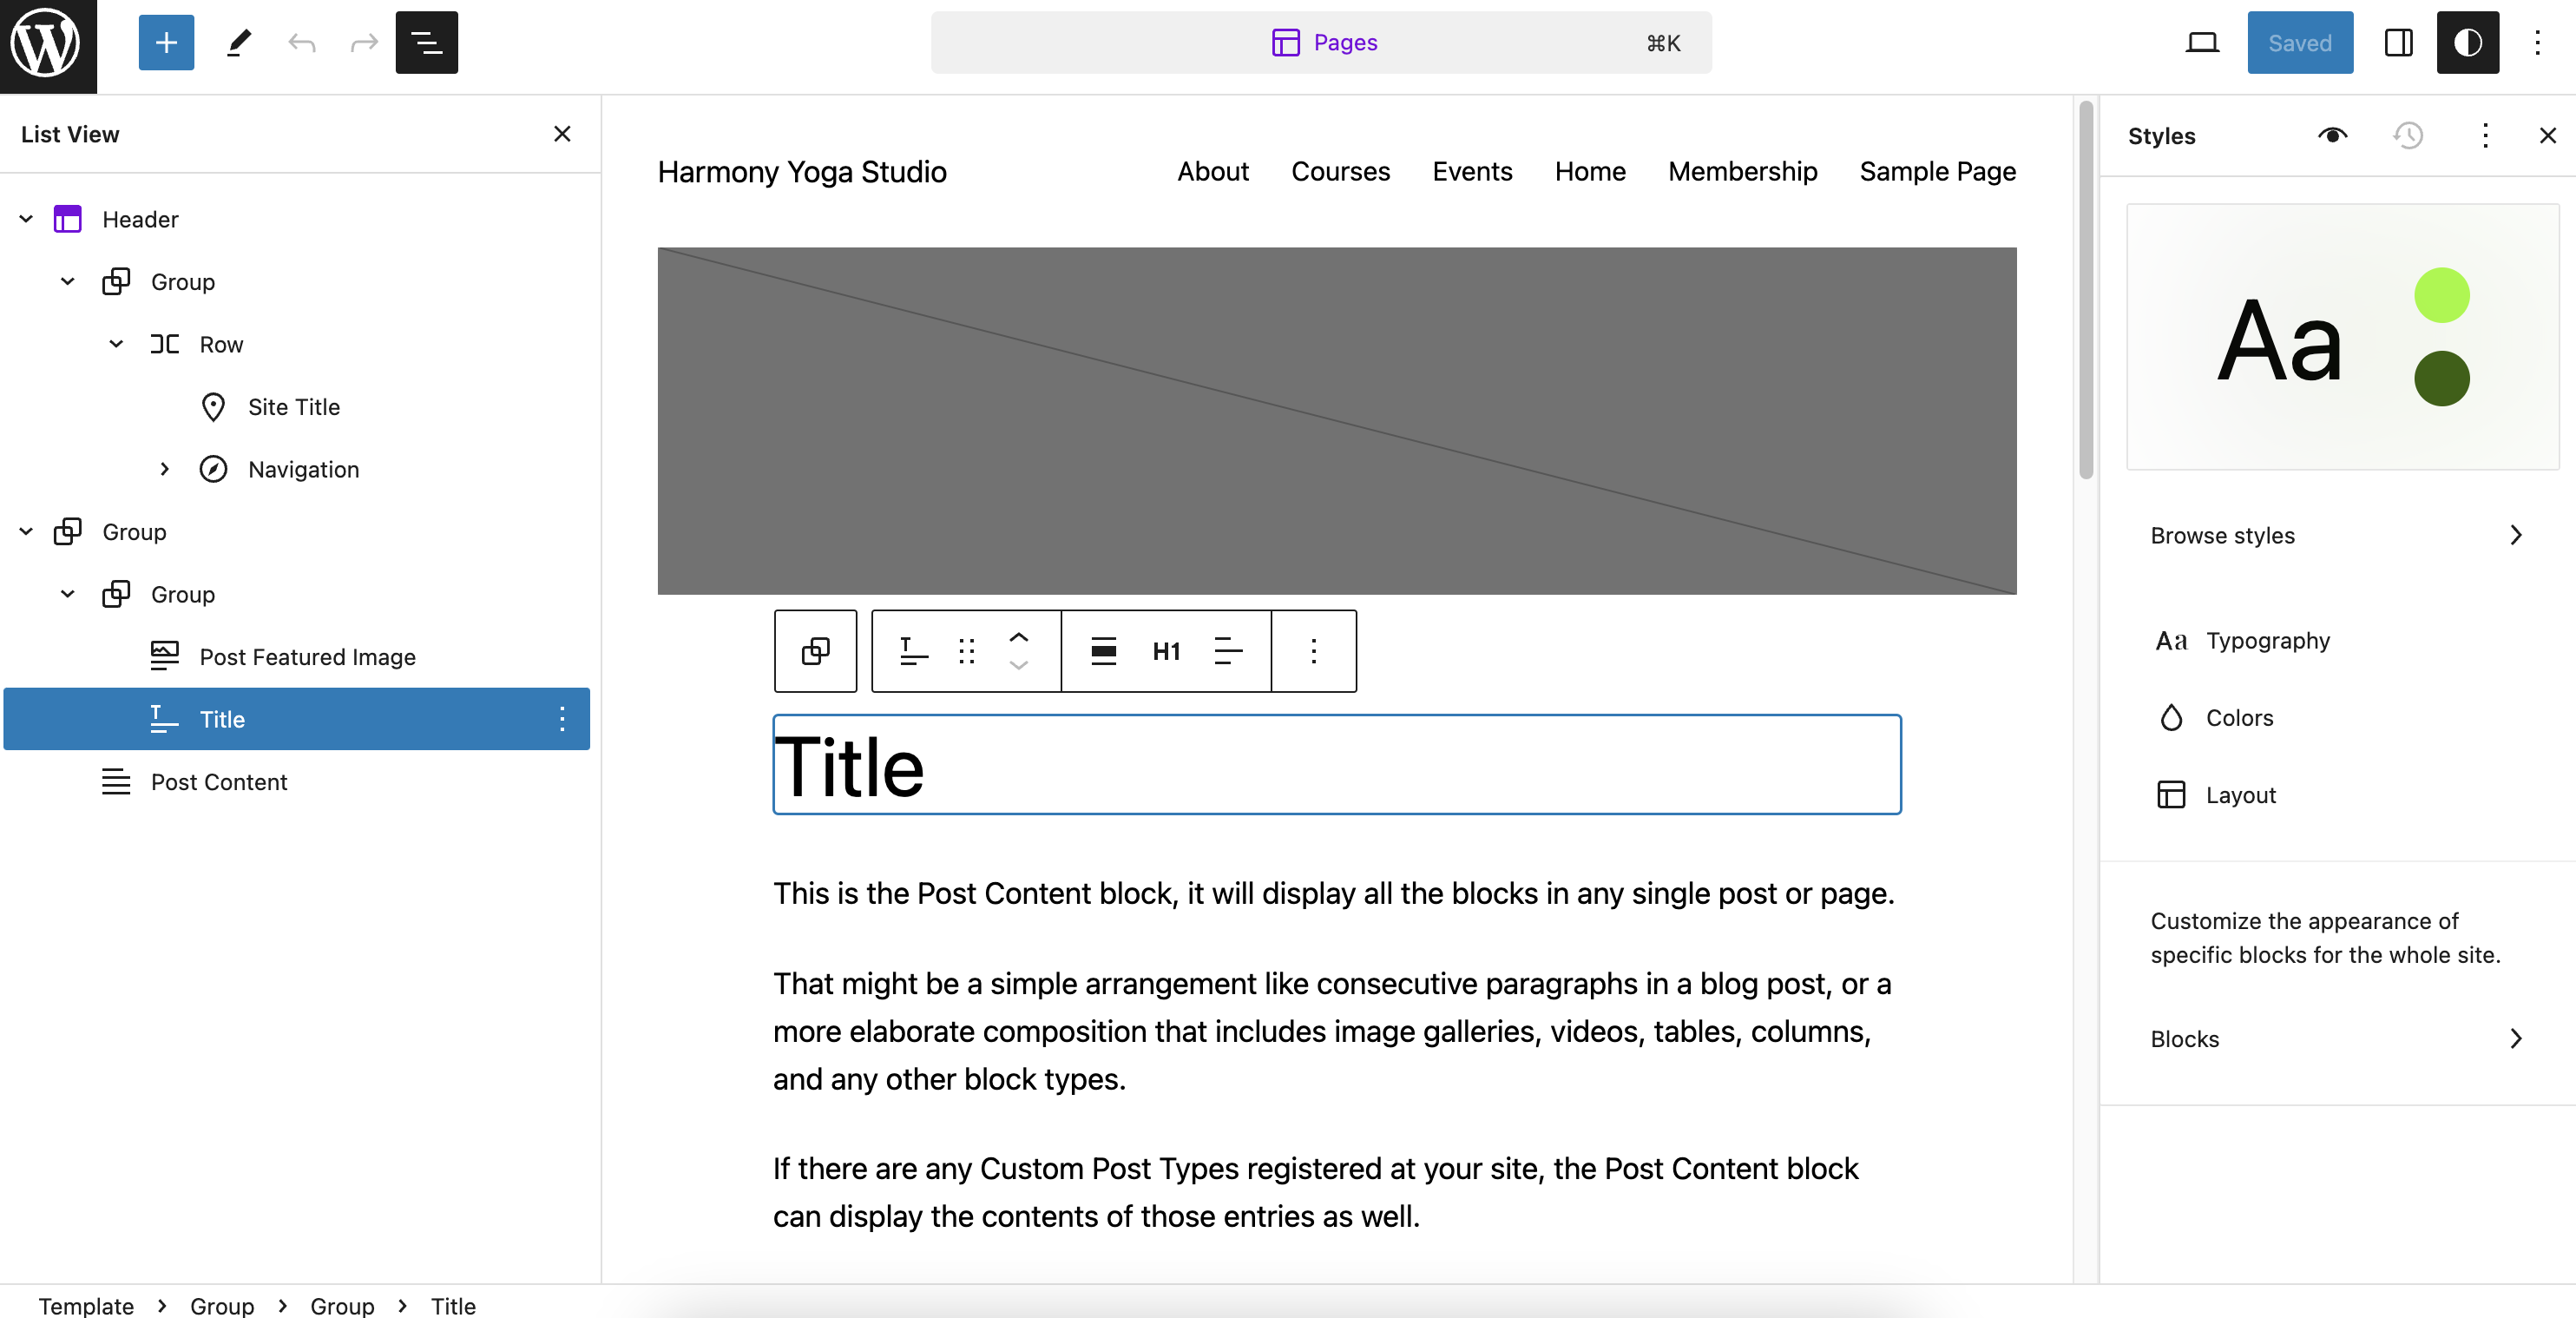 Pages
⌘K
Saved
List View
Header
Group
Row
Site Title
Navigation
Group
Group
Post Featured Image
Title
Post Content
Harmony Yoga Studio
About Courses Events Home Membership Sample Page
H1
Title
This is the Post Content block, it will display all the blocks in any single post or page.
That might be a simple arrangement like consecutive paragraphs in a blog post, or a
more elaborate composition that includes image galleries, videos, tables, columns,
and any other block types.
If there are any Custom Post Types registered at your site, the Post Content block
can display the contents of those entries as well.
Styles
Aa
Browse styles
Aa Typography
Colors
Layout
Customize the appearance of
specific blocks for the whole site.
Blocks
Template > Group > Group > Title